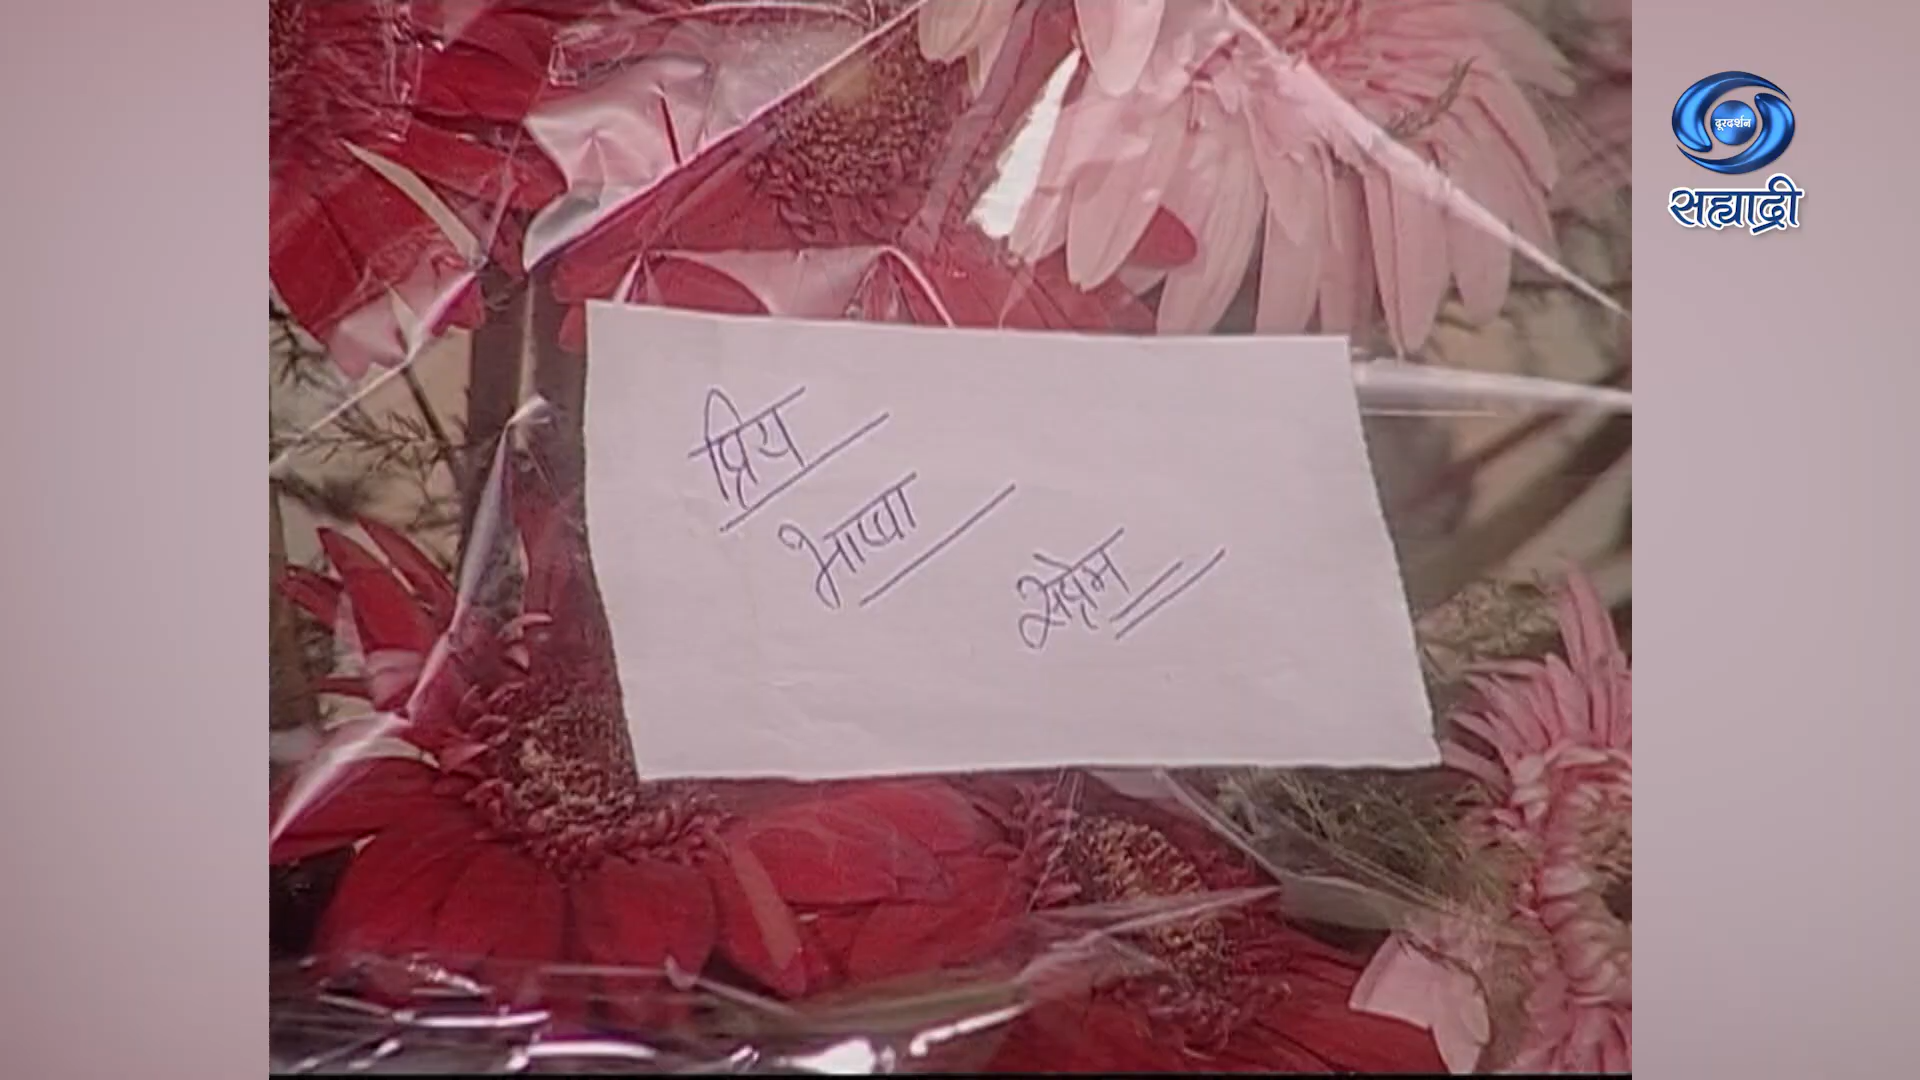 प्रिय
भाप्पा
सप्रेम
दूरदर्शन
सह्याद्री